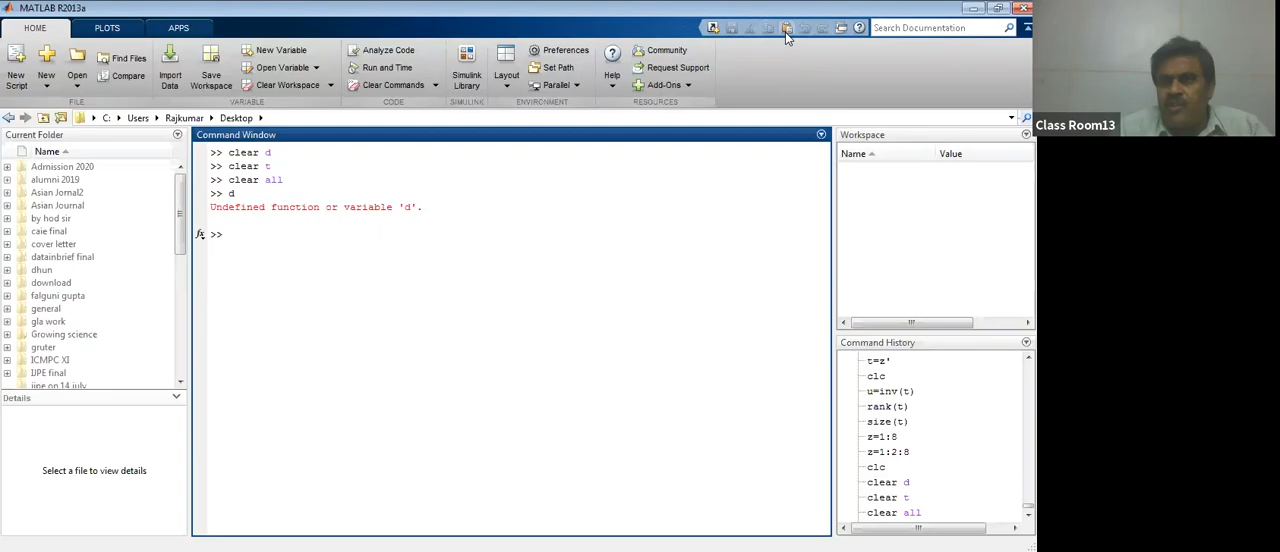 MATLAB R2013a
HOME
PLOTS
APPS
Search Documentation
New
Script
New
Open
Find Files
Compare
Import
Data
Save
Workspace
New Variable
Open Variable
Clear Workspace
Analyze Code
Run and Time
Clear Commands
Simulink
Library
Layout
Preferences
Set Path
Parallel
Help
Community
Request Support
Add-Ons
FILE
VARIABLE
CODE
SIMULINK
ENVIRONMENT
RESOURCES
C:
Users
Rajkumar
Desktop
Class Room13
Current Folder
Name
Admission 2020
alumni 2019
Asian Jornal2
Asian Journal
by hod sir
caie final
cover letter
datainbrief final
dhun
download
falguni gupta
general
gla work
Growing science
gruter
ICMPC XI
IJPE final
ijpe on 14 july
Details
Select a file to view details
Command Window
>> clear d
>> clear t
>> clear all
>> d
Undefined function or variable 'd'.
fx >>
Workspace
Name
Value
Command History
t=z'
clc
u=inv(t)
rank(t)
size(t)
z=1:8
z=1:2:8
clc
clear d
clear t
clear all